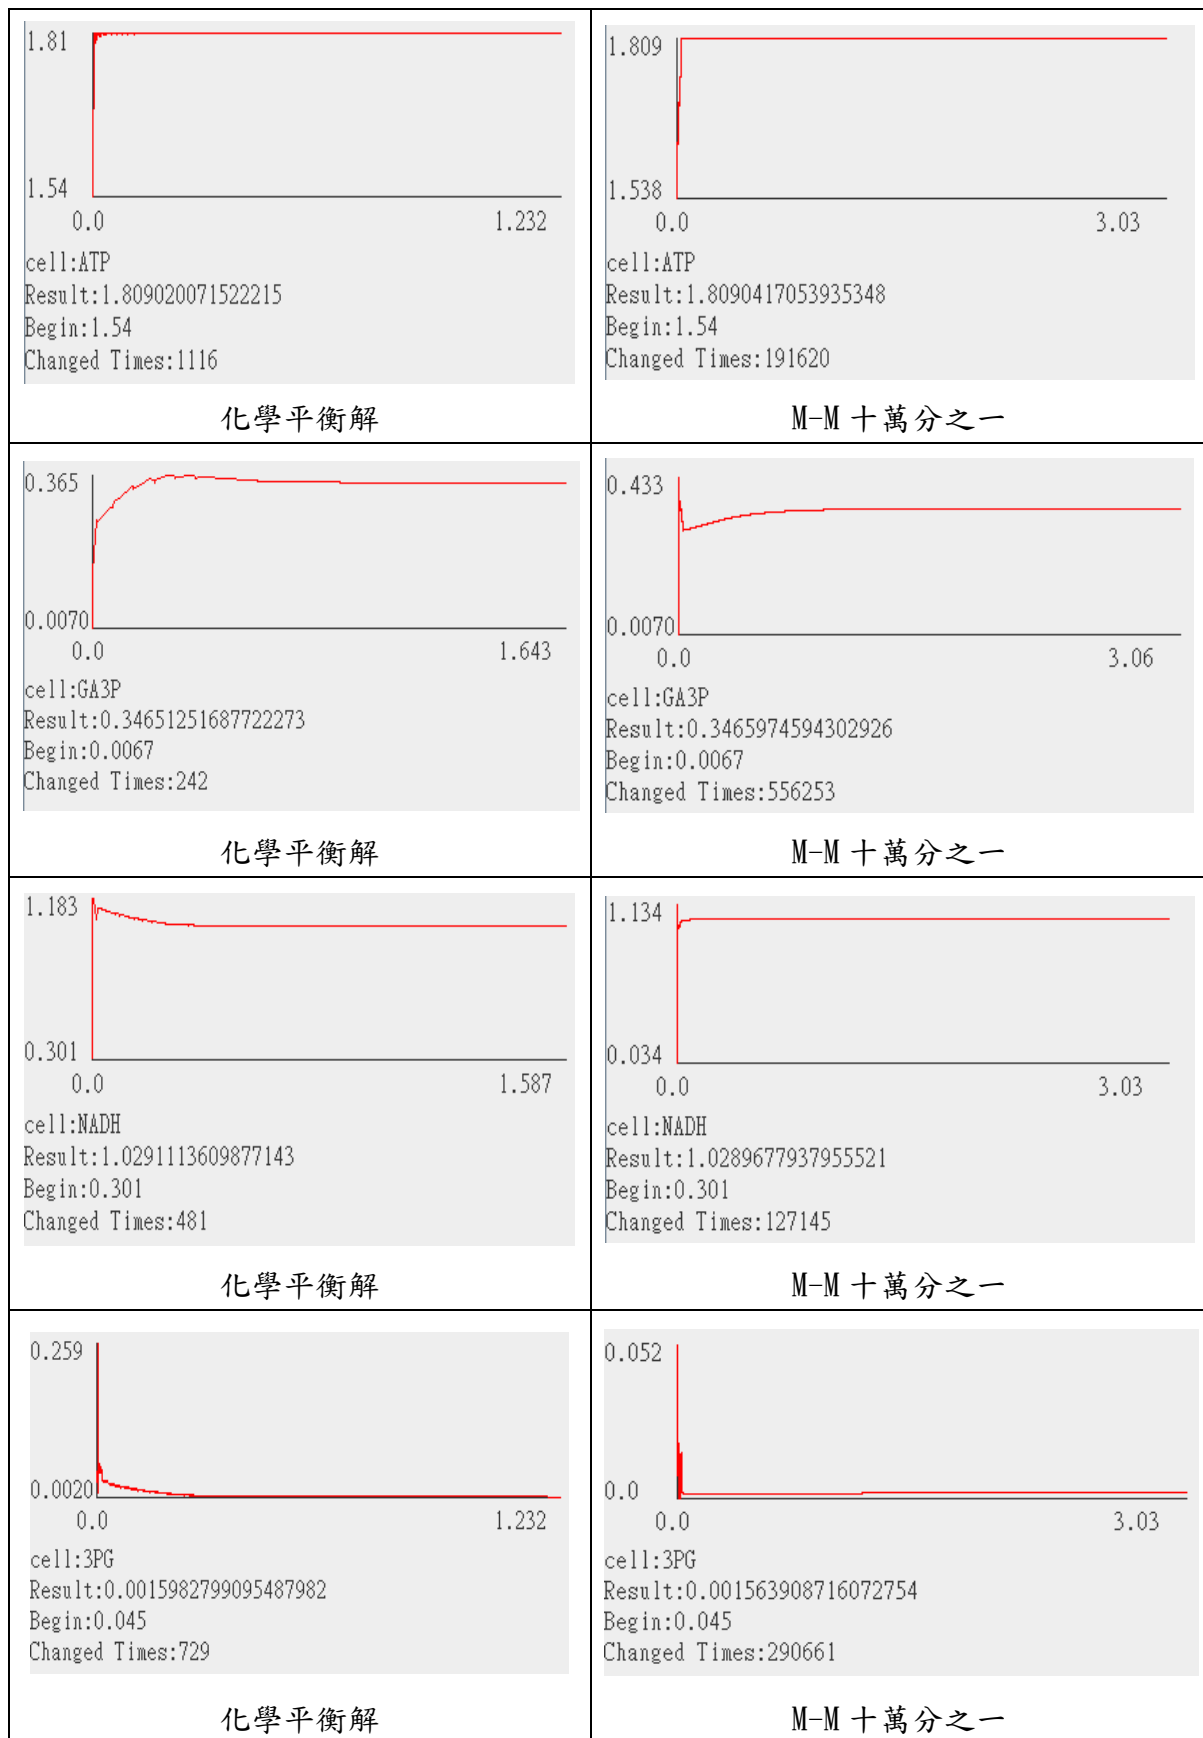 1.81
1.54
0.0 1.232
cell:ATP
Result:1.809020071522215
Begin:1.54
Changed Times:1116
化學平衡解
1.809
1.538
0.0 3.03
cell:ATP
Result:1.8090417053935348
Begin:1.54
Changed Times:191620
M-M 十萬分之一
0.365
0.0070
0.0 1.643
cell:GA3P
Result:0.34651251687722273
Begin:0.0067
Changed Times:242
化學平衡解
0.433
0.0070
0.0 3.06
cell:GA3P
Result:0.3465974594302926
Begin:0.0067
Changed Times:556253
M-M 十萬分之一
1.183
0.301
0.0 1.587
cell:NADH
Result:1.0291113609877143
Begin:0.301
Changed Times:481
化學平衡解
1.134
0.034
0.0 3.03
cell:NADH
Result:1.0289677937955521
Begin:0.301
Changed Times:127145
M-M 十萬分之一
0.259
0.0020
0.0 1.232
cell:3PG
Result:0.0015982799095487982
Begin:0.045
Changed Times:729
化學平衡解
0.052
0.0
0.0 3.03
cell:3PG
Result:0.001563908716072754
Begin:0.045
Changed Times:290661
M-M 十萬分之一